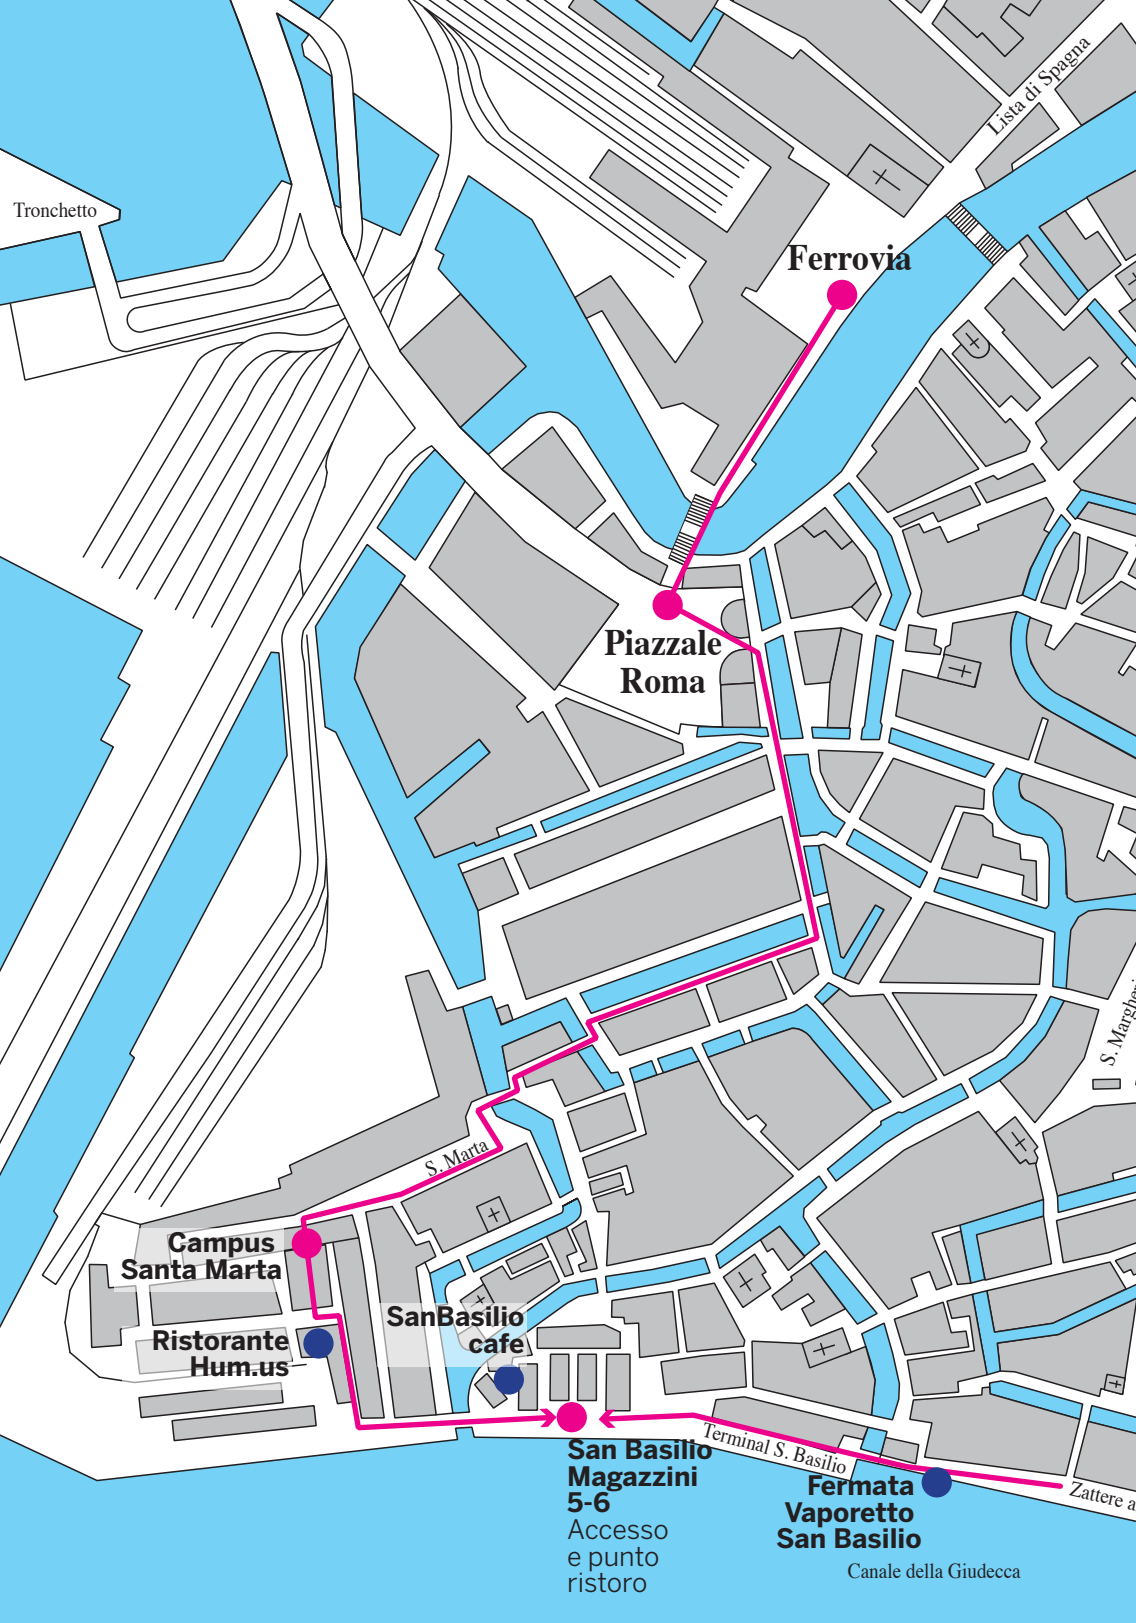 Lista di Spagna
Tronchetto
Ferrovia
Piazzale
Roma
S. Marta
Campus
Santa Marta
SanBasilio
cafe
Ristorante
Hum.us
San Basilio
Magazzini
5-6
Accesso
e punto
ristoro
Terminal S. Basilio
Fermata
Vaporetto
San Basilio
Zattere a
Canale della Giudecca